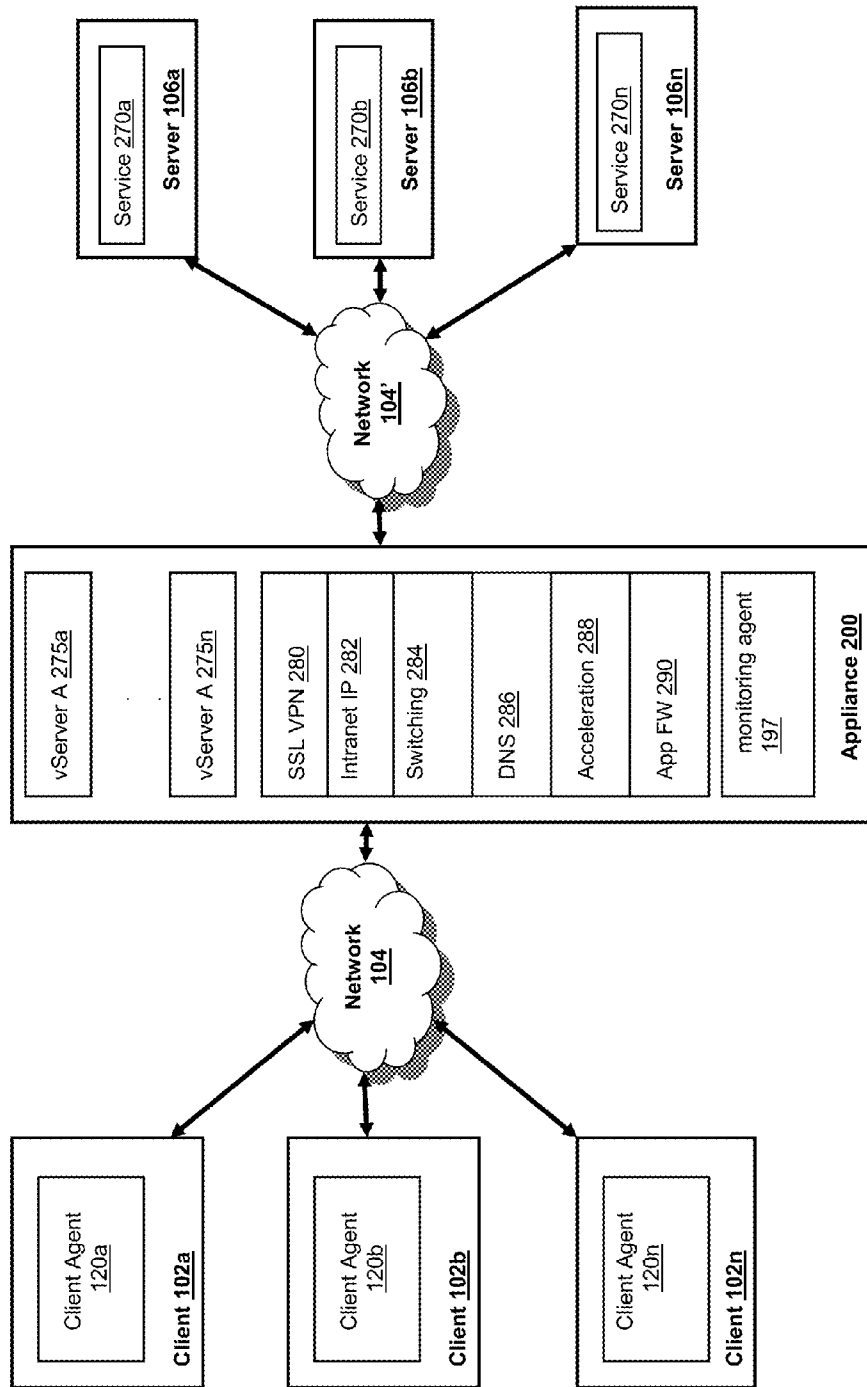 Client Agent
120a
Client 102a
Client Agent
120b
Client 102b
Client Agent
120n
Client 102n
Network
104
vServer A 275a
vServer A 275n
SSL VPN 280
Intranet IP 282
Switching 284
DNS 286
Acceleration 288
App FW 290
monitoring agent
197
Appliance 200
Network
104'
Service 270a
Server 106a
Service 270b
Server 106b
Service 270n
Server 106n